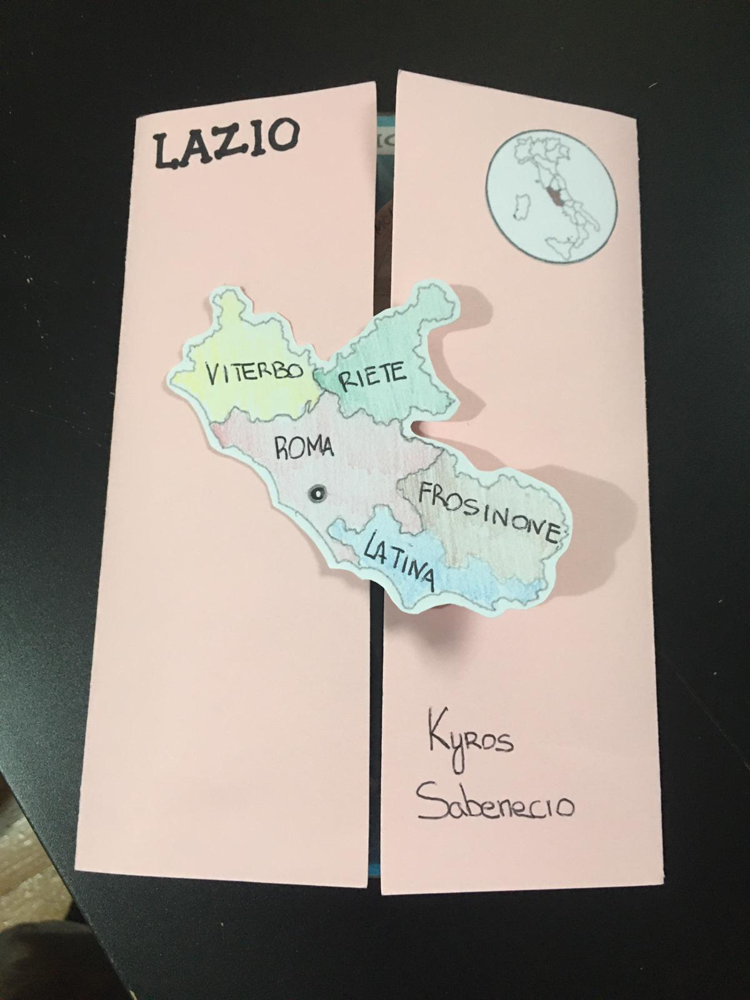 LAZIO
VITERBO
RIETE
ROMA
FROSINONE
LATINA
Kyros
Sabenecio